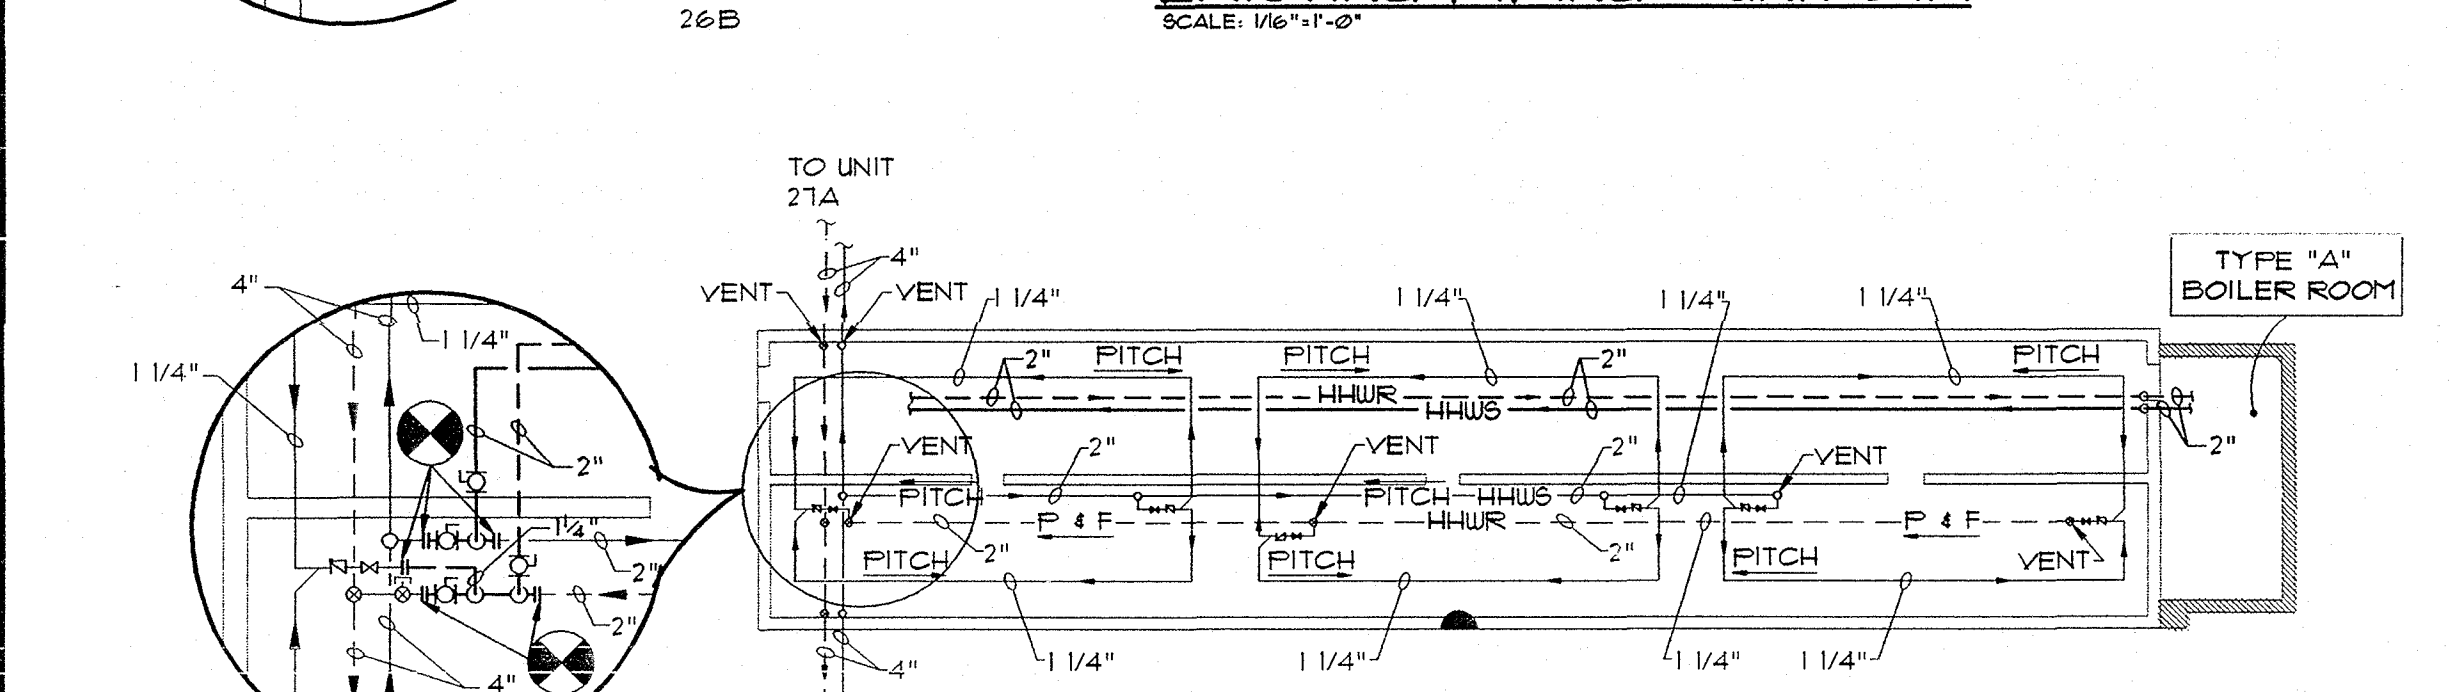 26B
SCALE: 1/16"=1'-0"
TO UNIT
27A
4"
VENT
VENT
1 1/4"
1 1/4"
1 1/4"
1 1/4"
TYPE "A"
BOILER ROOM
4"
1 1/4"
1 1/4"
2"
PITCH
PITCH
2"
PITCH
2"
HHWR
HHWS
2"
VENT
2"
VENT
2"
VENT
2"
PITCH
PITCH
HHWS
1 1/4"
2"
P & F
2"
HHWR
2"
P & F
PITCH
PITCH
PITCH
VENT
2"
4"
4"
1 1/4"
1 1/4"
1 1/4"
1 1/4"